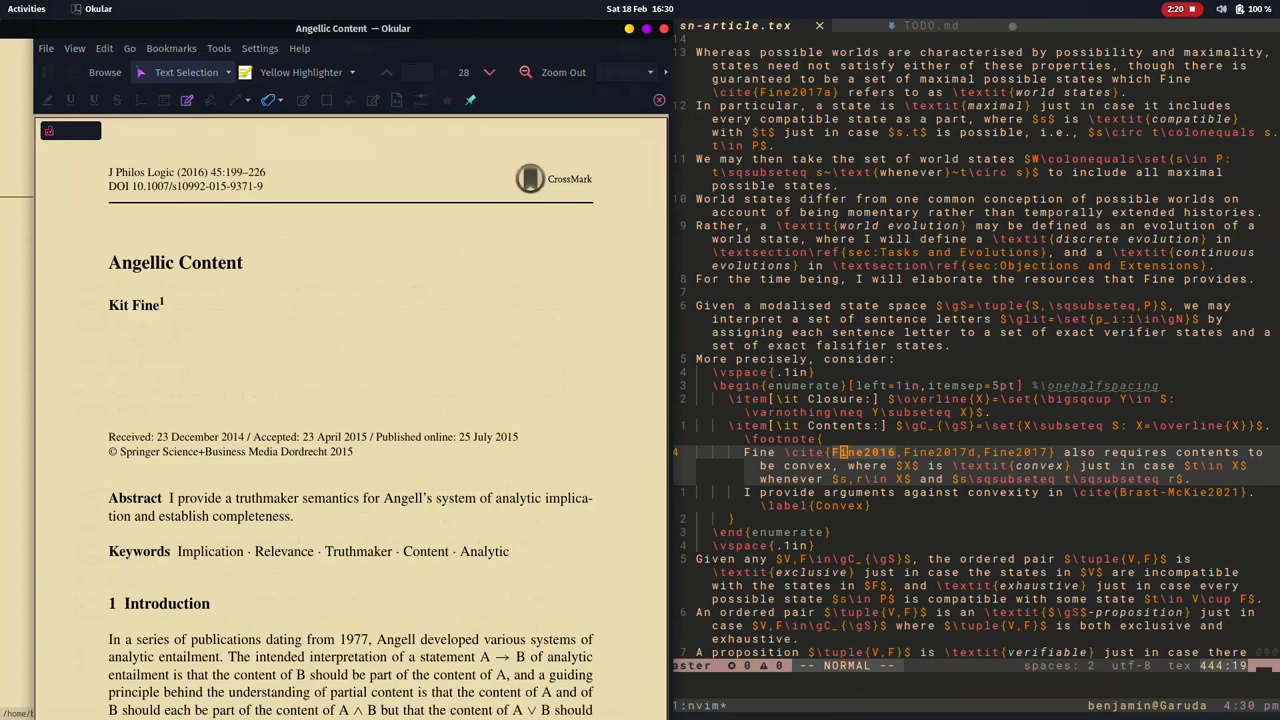 Activities
Okular
Sat 18 Feb 16:30
2:20
100 %
Angellic Content — Okular
File View Edit Go Bookmarks Tools Settings Help
Browse Text Selection Yellow Highlighter 28 Zoom Out
J Philos Logic (2016) 45:199–226
DOI 10.1007/s10992-015-9371-9
CrossMark
Angellic Content
Kit Fine1
Received: 23 December 2014 / Accepted: 23 April 2015 / Published online: 25 July 2015
© Springer Science+Business Media Dordrecht 2015
Abstract I provide a truthmaker semantics for Angell's system of analytic implica-
tion and establish completeness.
Keywords Implication · Relevance · Truthmaker · Content · Analytic
1 Introduction
In a series of publications dating from 1977, Angell developed various systems of
analytic entailment. The intended interpretation of a statement A → B of analytic
entailment is that the content of B should be part of the content of A, and a guiding
principle behind the understanding of partial content is that the content of A and of
B should each be part of the content of A ∧ B but that the content of A ∨ B should
/home/b
sn-article.tex
TODO.md
14
13 Whereas possible worlds are characterised by possibility and maximality,
states need not satisfy either of these properties, though there is
guaranteed to be a set of maximal possible states which Fine
\cite{Fine2017a} refers to as \textit{world states}.
12 In particular, a state is \textit{maximal} just in case it includes
every compatible state as a part, where $s$ is \textit{compatible}
with $t$ just in case $s.t$ is possible, i.e., $s\circ t\colonequals s.
t\in P$.
11 We may then take the set of world states $W\colonequals\set{s\in P:
t\sqsubseteq s~\text{whenever}~t\circ s}$ to include all maximal
possible states.
10 World states differ from one common conception of possible worlds on
account of being momentary rather than temporally extended histories.
9 Rather, a \textit{world evolution} may be defined as an evolution of a
world state, where I will define a \textit{discrete evolution} in
\textsection\ref{sec:Tasks and Evolutions}, and a \textit{continuous
evolutions} in \textsection\ref{sec:Objections and Extensions}.
8 For the time being, I will elaborate the resources that Fine provides.
7
6 Given a modalised state space $\gS=\tuple{S,\sqsubseteq,P}$, we may
interpret a set of sentence letters $\glit=\set{p_i:i\in\gN}$ by
assigning each sentence letter to a set of exact verifier states and a
set of exact falsifier states.
5 More precisely, consider:
4 \vspace{.1in}
3 \begin{enumerate}[left=1in,itemsep=5pt] %\onehalfspacing
2 \item[\it Closure:] $\overline{X}=\set{\bigsqcup Y\in S:
\varnothing\neq Y\subseteq X}$.
1 \item[\it Contents:] $\gC_{\gS}=\set{X\subseteq S: X=\overline{X}}$.
\footnote{
4 Fine \cite{Fine2016,Fine2017d,Fine2017} also requires contents to
be convex, where $X$ is \textit{convex} just in case $t\in X$
whenever $s,r\in X$ and $s\sqsubseteq t\sqsubseteq r$.
1 I provide arguments against convexity in \cite{Brast-McKie2021}.
\label{Convex}
2 }
3 \end{enumerate}
4 \vspace{.1in}
5 Given any $V,F\in\gC_{\gS}$, the ordered pair $\tuple{V,F}$ is
\textit{exclusive} just in case the states in $V$ are incompatible
with the states in $F$, and \textit{exhaustive} just in case every
possible state $s\in P$ is compatible with some state $t\in V\cup F$.
6 An ordered pair $\tuple{V,F}$ is an \textit{$\gS$-proposition} just in
case $V,F\in\gC_{\gS}$ where $\tuple{V,F}$ is both exclusive and
exhaustive.
7 A proposition $\tuple{V,F}$ is \textit{verifiable} just in case there
aster 0 0 -- NORMAL -- spaces: 2 utf-8 tex 444:19
1:nvim* benjamin@Garuda 4:30 pm